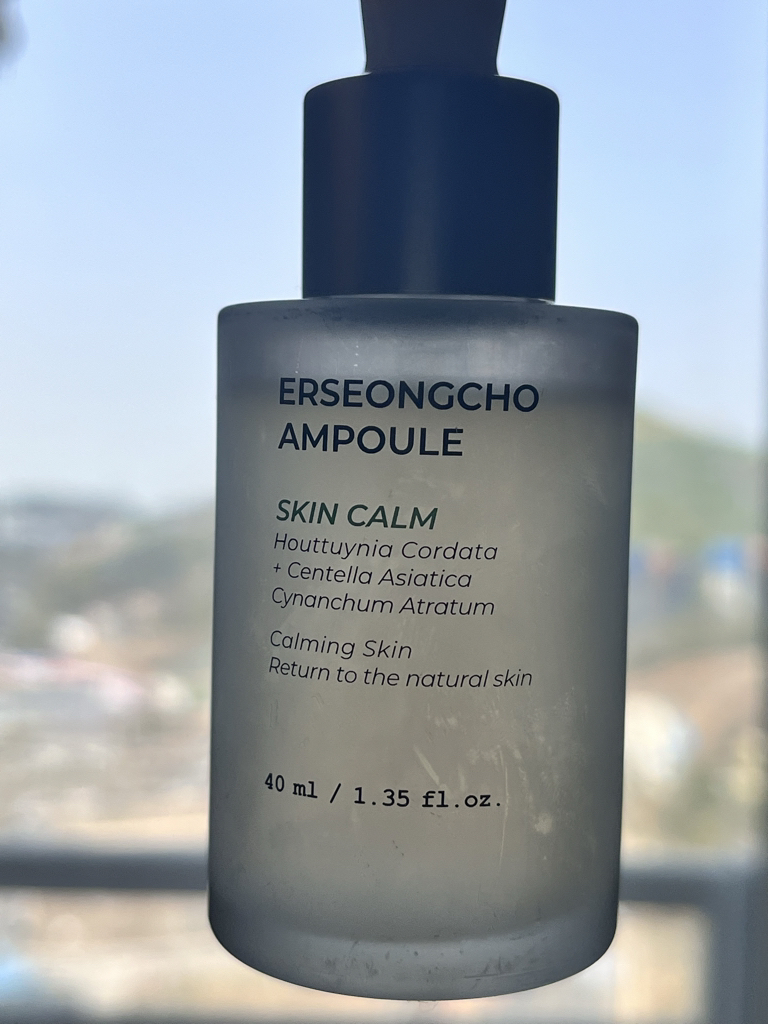 ERSEONGCHO
AMPOULE
SKIN CALM
Houttuynia Cordata
+ Centella Asiatica
Cynanchum Atratum
Calming Skin
Return to the natural skin
40 ml / 1.35 fl.oz.